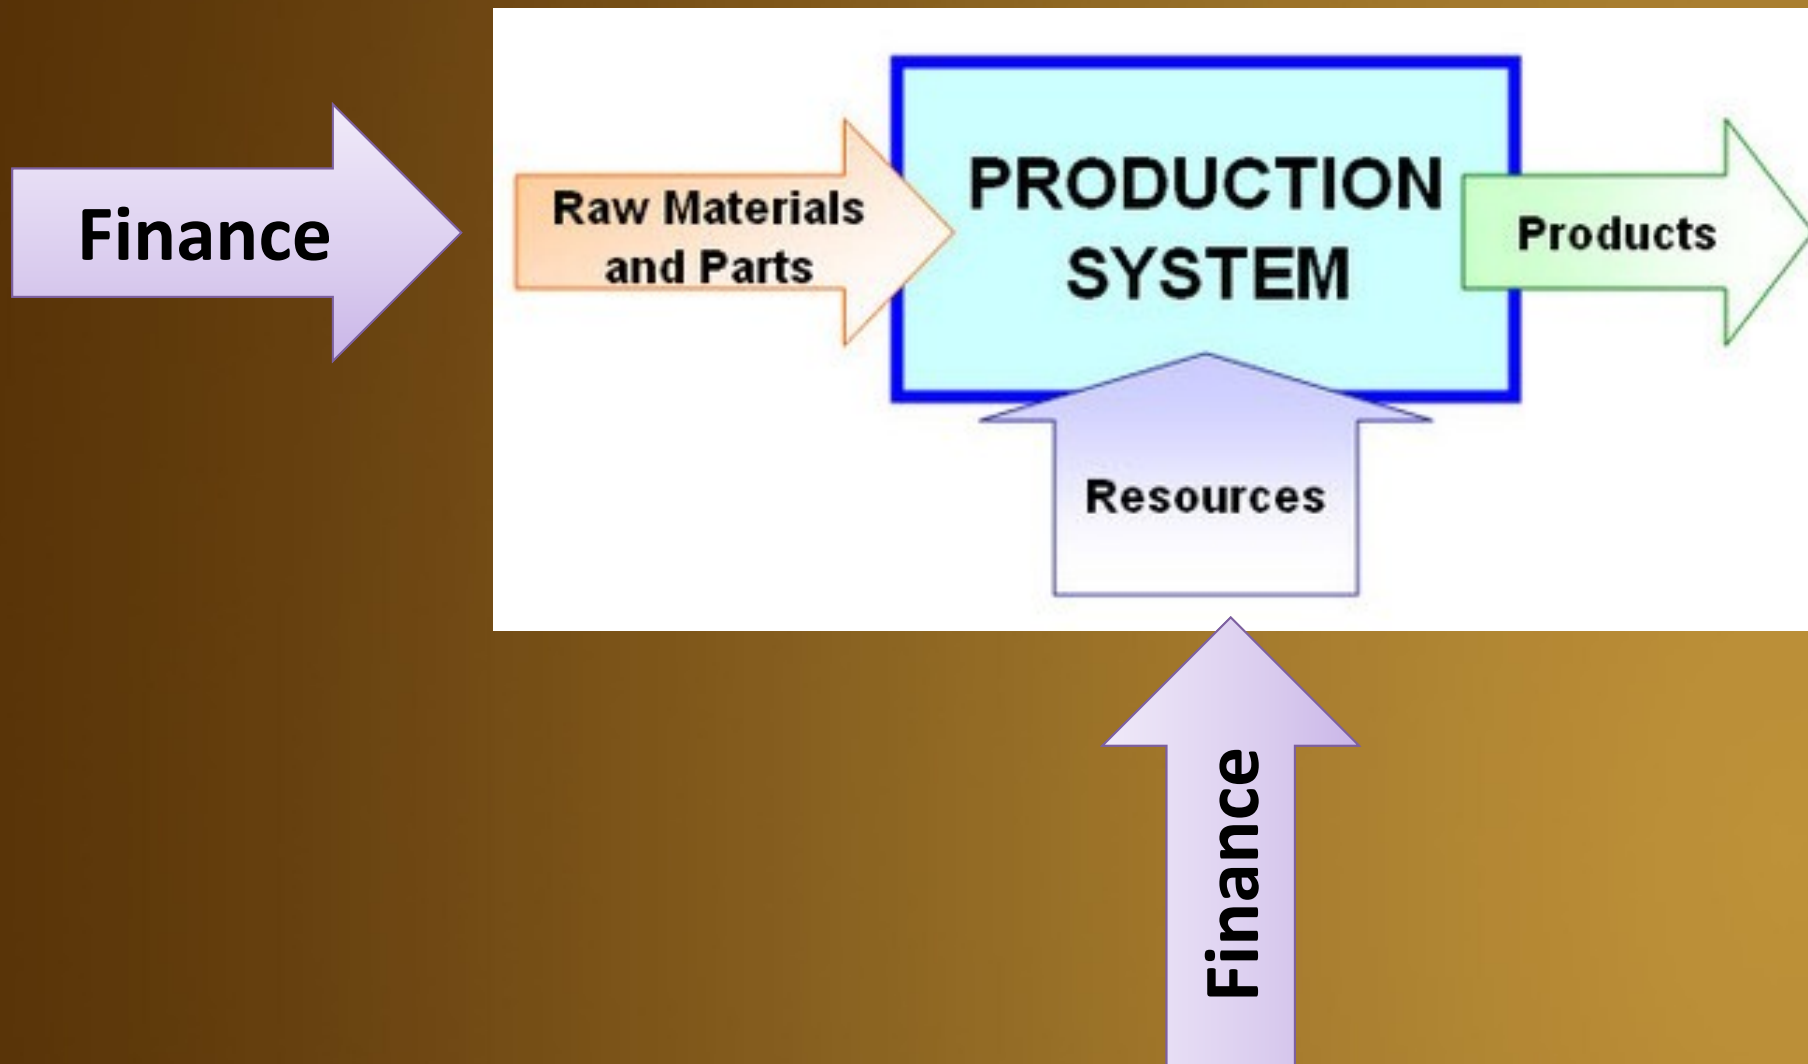 Finance
Raw Materials
and Parts
PRODUCTION
SYSTEM
Products
Resources
Finance